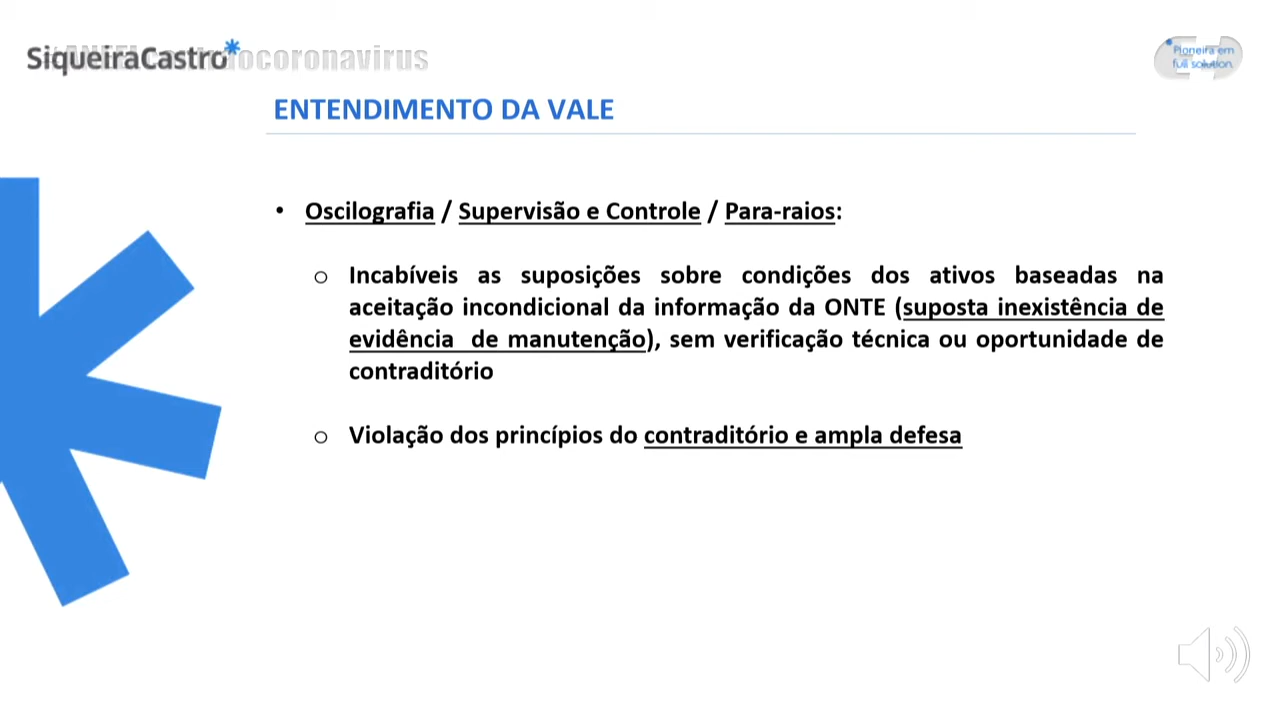 SiqueiraCastro
docoronavirus
Pioneira em
full solution.
ENTENDIMENTO DA VALE
• Oscilografia / Supervisão e Controle / Para-raios:
o Incabíveis as suposições sobre condições dos ativos baseadas na
aceitação incondicional da informação da ONTE (suposta inexistência de
evidência de manutenção), sem verificação técnica ou oportunidade de
contraditório
o Violação dos princípios do contraditório e ampla defesa